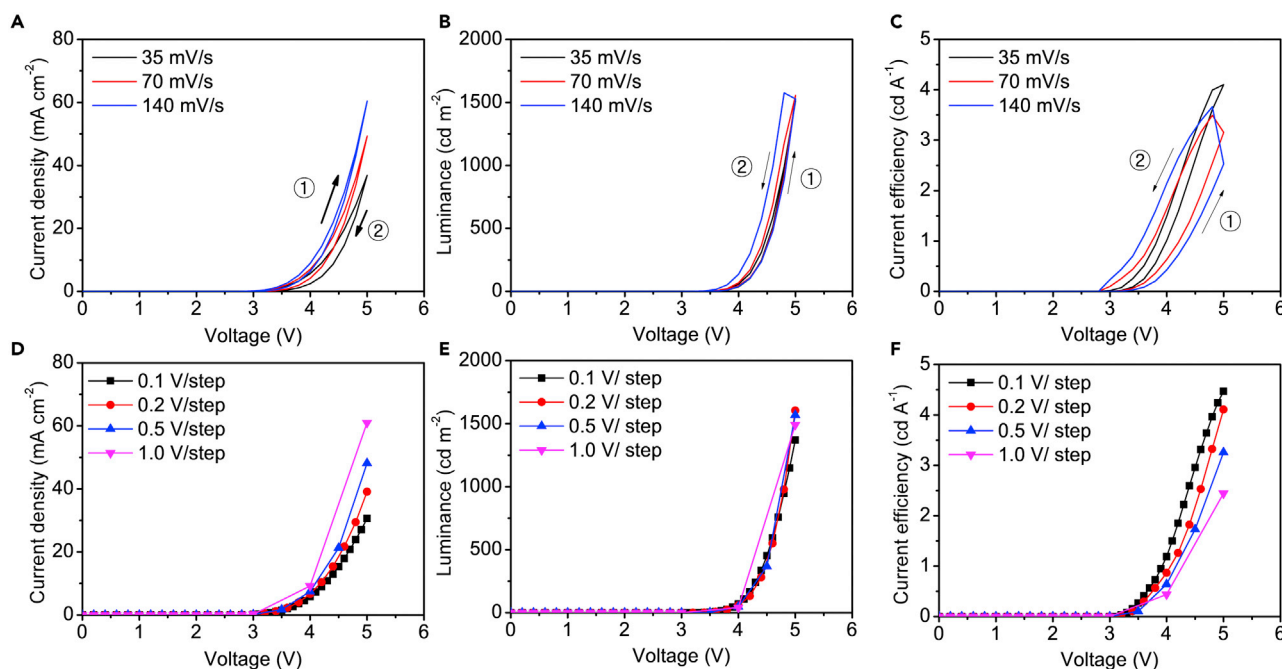 A
Current density (mA cm⁻²)
80
60
40
20
0
35 mV/s
70 mV/s
140 mV/s
①
②
0 1 2 3 4 5 6
Voltage (V)
B
Luminance (cd m⁻²)
2000
1500
1000
500
0
35 mV/s
70 mV/s
140 mV/s
②
①
0 1 2 3 4 5 6
Voltage (V)
C
Current efficiency (cd A⁻¹)
5
4
3
2
1
0
35 mV/s
70 mV/s
140 mV/s
②
①
0 1 2 3 4 5 6
Voltage (V)
D
Current density (mA cm⁻²)
80
60
40
20
0
0.1 V/step
0.2 V/step
0.5 V/step
1.0 V/step
0 1 2 3 4 5 6
Voltage (V)
E
Luminance (cd m⁻²)
2000
1500
1000
500
0
0.1 V/ step
0.2 V/ step
0.5 V/ step
1.0 V/ step
0 1 2 3 4 5 6
Voltage (V)
F
Current efficiency (cd A⁻¹)
5
4
3
2
1
0
0.1 V/ step
0.2 V/ step
0.5 V/ step
1.0 V/ step
0 1 2 3 4 5 6
Voltage (V)